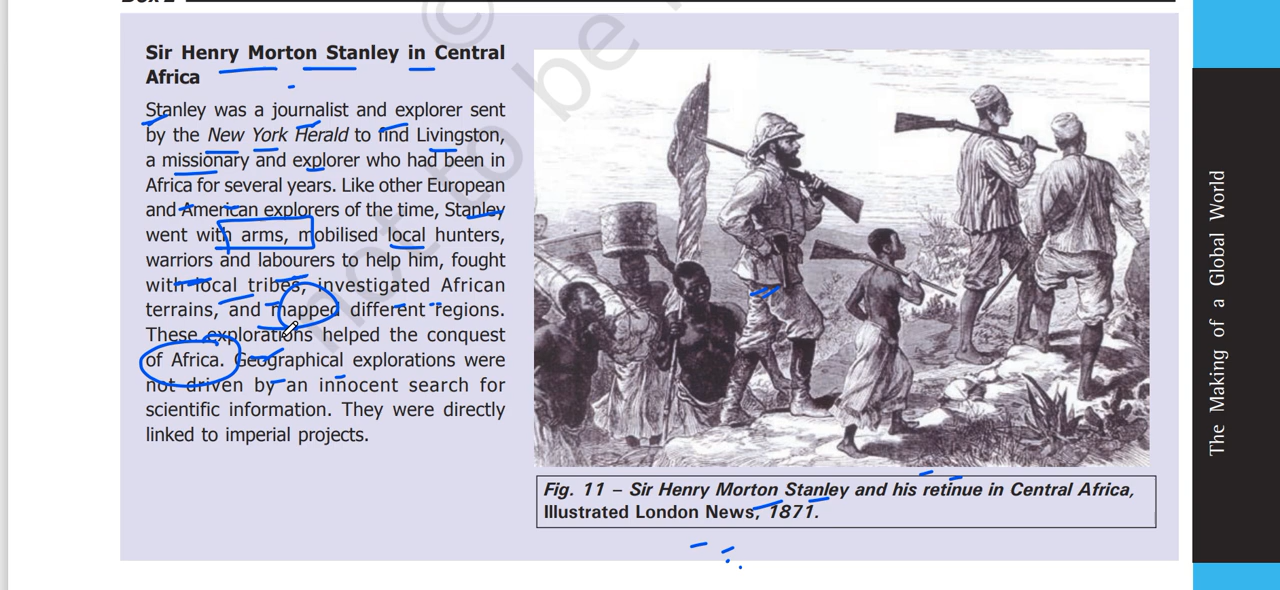 Sir Henry Morton Stanley in Central
Africa
Stanley was a journalist and explorer sent
by the New York Herald to find Livingston,
a missionary and explorer who had been in
Africa for several years. Like other European
and American explorers of the time, Stanley
went with arms, mobilised local hunters,
warriors and labourers to help him, fought
with local tribes, investigated African
terrains, and mapped different regions.
These explorations helped the conquest
of Africa. Geographical explorations were
not driven by an innocent search for
scientific information. They were directly
linked to imperial projects.
Fig. 11 – Sir Henry Morton Stanley and his retinue in Central Africa,
Illustrated London News, 1871.
The Making of a Global World
©
not to be